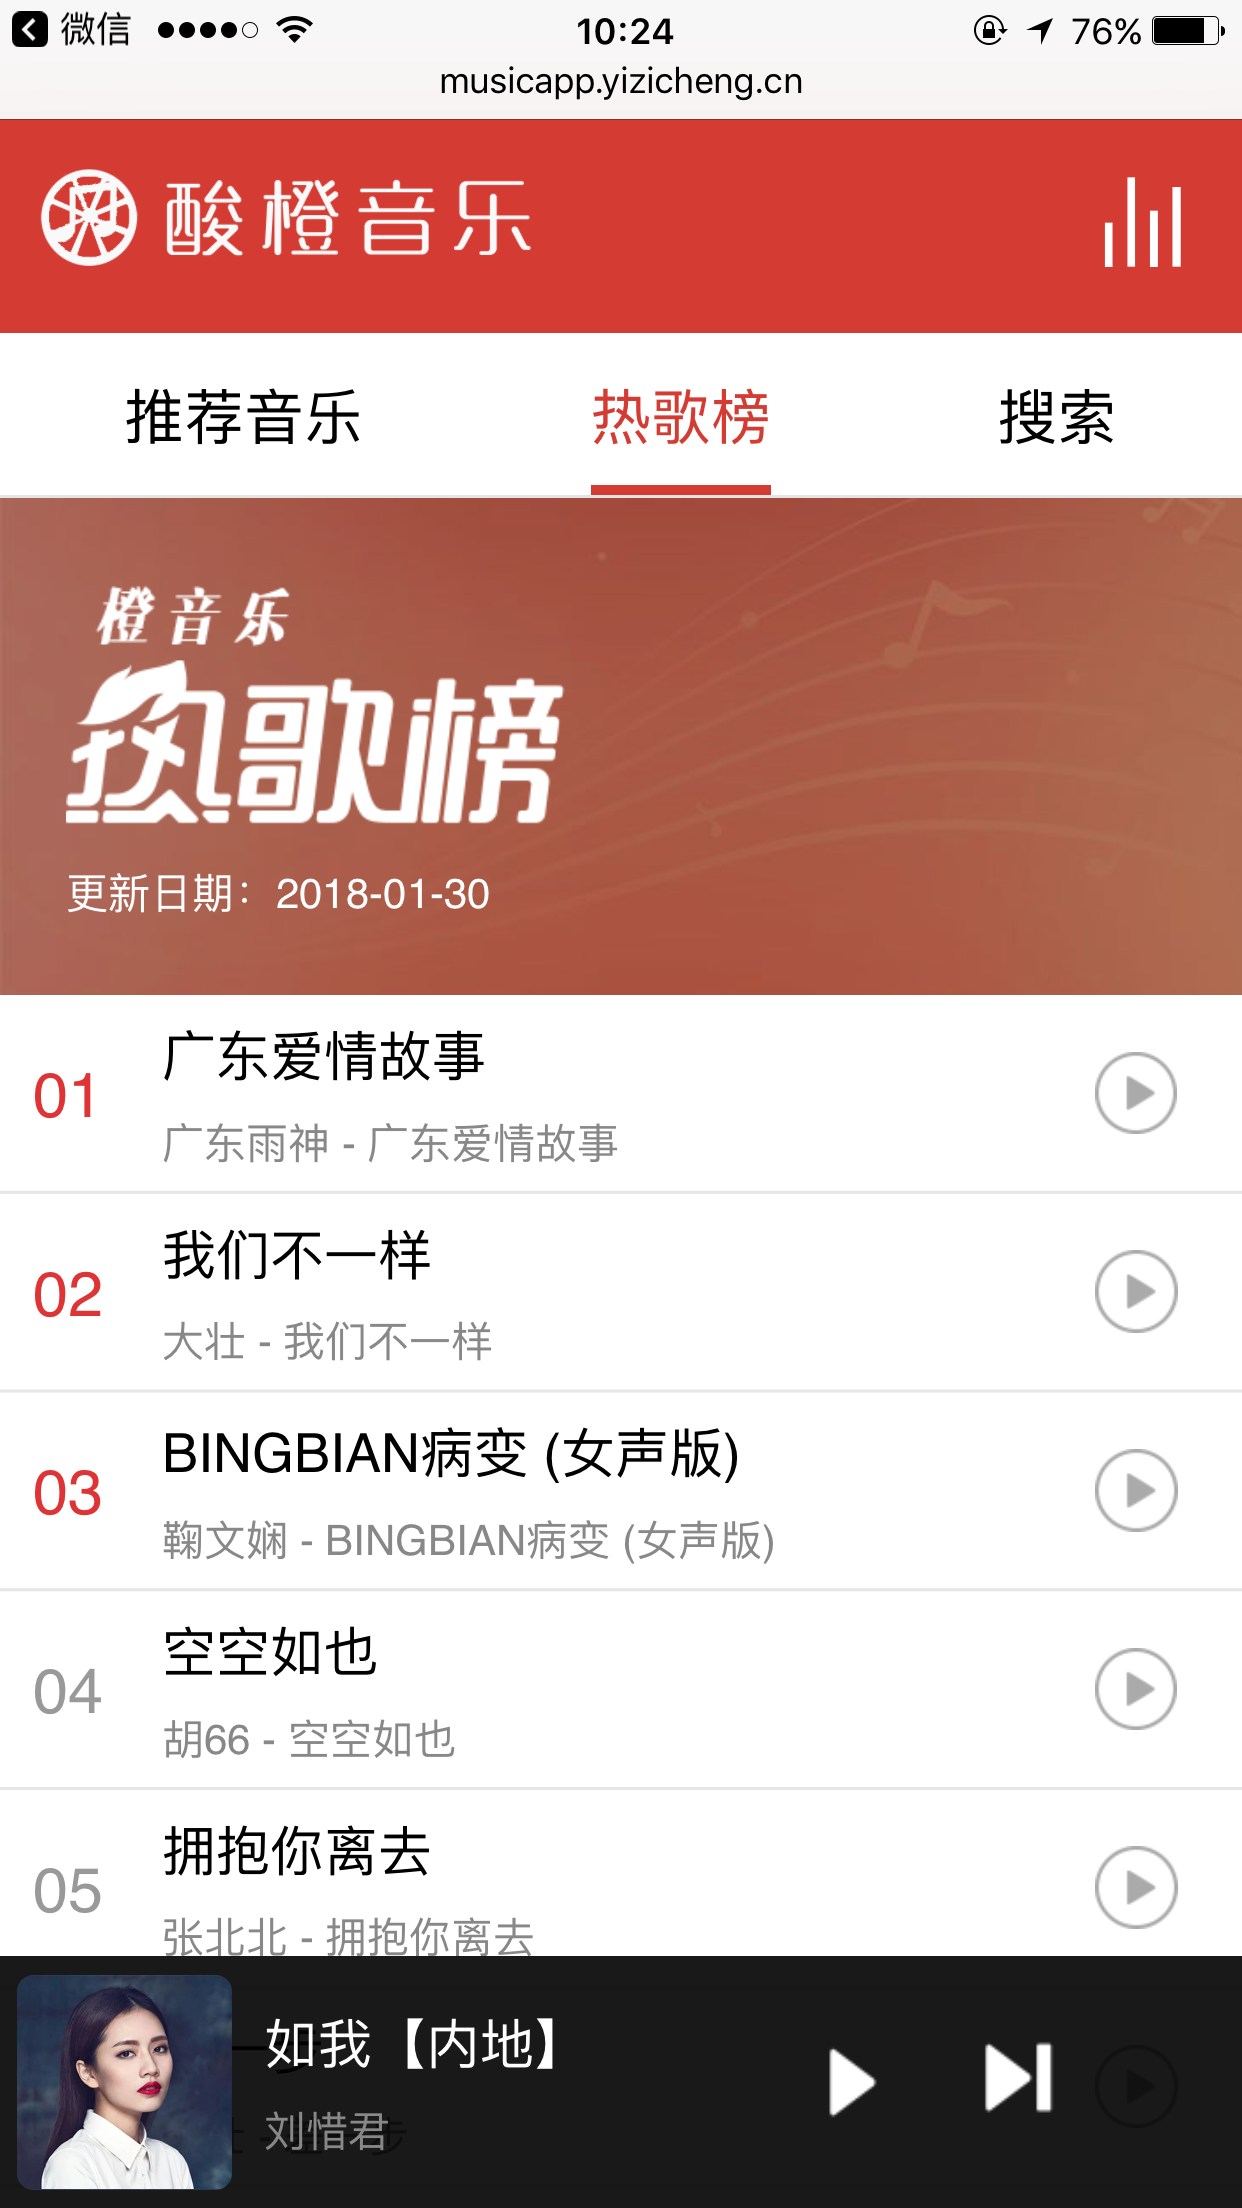 微信 10:24 76%
musicapp.yizicheng.cn
酸橙音乐
推荐音乐 热歌榜 搜索
橙音乐
热歌榜
更新日期：2018-01-30
01 广东爱情故事
广东雨神 - 广东爱情故事
02 我们不一样
大壮 - 我们不一样
03 BINGBIAN病变 (女声版)
鞠文娴 - BINGBIAN病变 (女声版)
04 空空如也
胡66 - 空空如也
05 拥抱你离去
张北北 - 拥抱你离去
如我【内地】
刘惜君